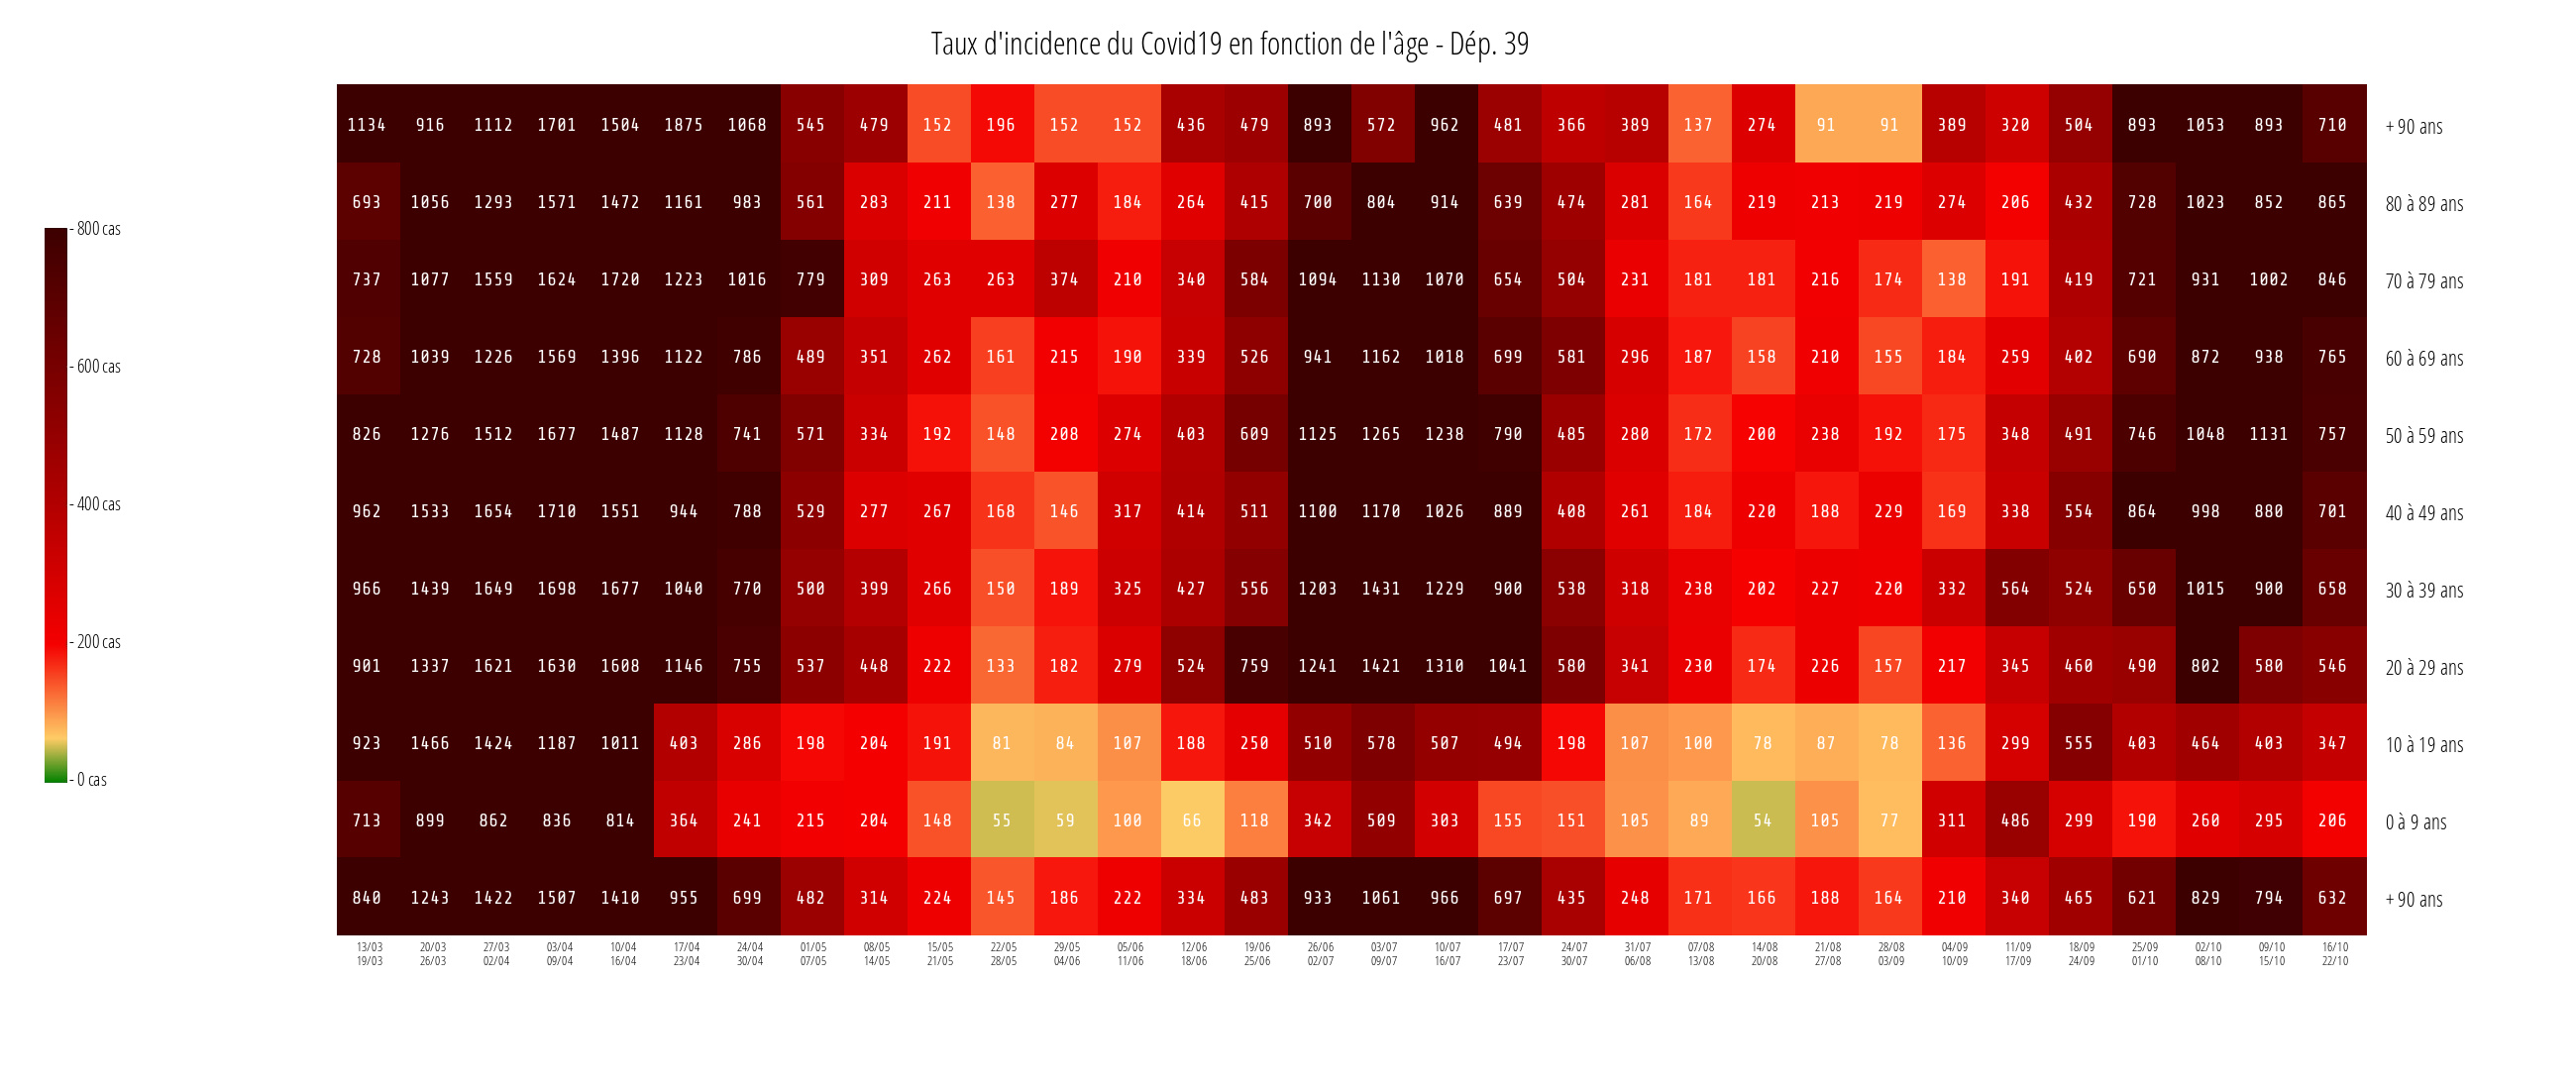 Taux d'incidence du Covid19 en fonction de l'âge - Dép. 39
- 800 cas
- 600 cas
- 400 cas
- 200 cas
- 0 cas
1134 916 1112 1701 1504 1875 1068 545 479 152 196 152 152 436 479 893 572 962 481 366 389 137 274 91 91 389 320 504 893 1053 893 710 + 90 ans
693 1056 1293 1571 1472 1161 983 561 283 211 138 277 184 264 415 700 804 914 639 474 281 164 219 213 219 274 206 432 728 1023 852 865 80 à 89 ans
737 1077 1559 1624 1720 1223 1016 779 309 263 263 374 210 340 584 1094 1130 1070 654 504 231 181 181 216 174 138 191 419 721 931 1002 846 70 à 79 ans
728 1039 1226 1569 1396 1122 786 489 351 262 161 215 190 339 526 941 1162 1018 699 581 296 187 158 210 155 184 259 402 690 872 938 765 60 à 69 ans
826 1276 1512 1677 1487 1128 741 571 334 192 148 208 274 403 609 1125 1265 1238 790 485 280 172 200 238 192 175 348 491 746 1048 1131 757 50 à 59 ans
962 1533 1654 1710 1551 944 788 529 277 267 168 146 317 414 511 1100 1170 1026 889 408 261 184 220 188 229 169 338 554 864 998 880 701 40 à 49 ans
966 1439 1649 1698 1677 1040 770 500 399 266 150 189 325 427 556 1203 1431 1229 900 538 318 238 202 227 220 332 564 524 650 1015 900 658 30 à 39 ans
901 1337 1621 1630 1608 1146 755 537 448 222 133 182 279 524 759 1241 1421 1310 1041 580 341 230 174 226 157 217 345 460 490 802 580 546 20 à 29 ans
923 1466 1424 1187 1011 403 286 198 204 191 81 84 107 188 250 510 578 507 494 198 107 100 78 87 78 136 299 555 403 464 403 347 10 à 19 ans
713 899 862 836 814 364 241 215 204 148 55 59 100 66 118 342 509 303 155 151 105 89 54 105 77 311 486 299 190 260 295 206 0 à 9 ans
840 1243 1422 1507 1410 955 699 482 314 224 145 186 222 334 483 933 1061 966 697 435 248 171 166 188 164 210 340 465 621 829 794 632 + 90 ans
13/03 20/03 27/03 03/04 10/04 17/04 24/04 01/05 08/05 15/05 22/05 29/05 05/06 12/06 19/06 26/06 03/07 10/07 17/07 24/07 31/07 07/08 14/08 21/08 28/08 04/09 11/09 18/09 25/09 02/10 09/10 16/10
19/03 26/03 02/04 09/04 16/04 23/04 30/04 07/05 14/05 21/05 28/05 04/06 11/06 18/06 25/06 02/07 09/07 16/07 23/07 30/07 06/08 13/08 20/08 27/08 03/09 10/09 17/09 24/09 01/10 08/10 15/10 22/10